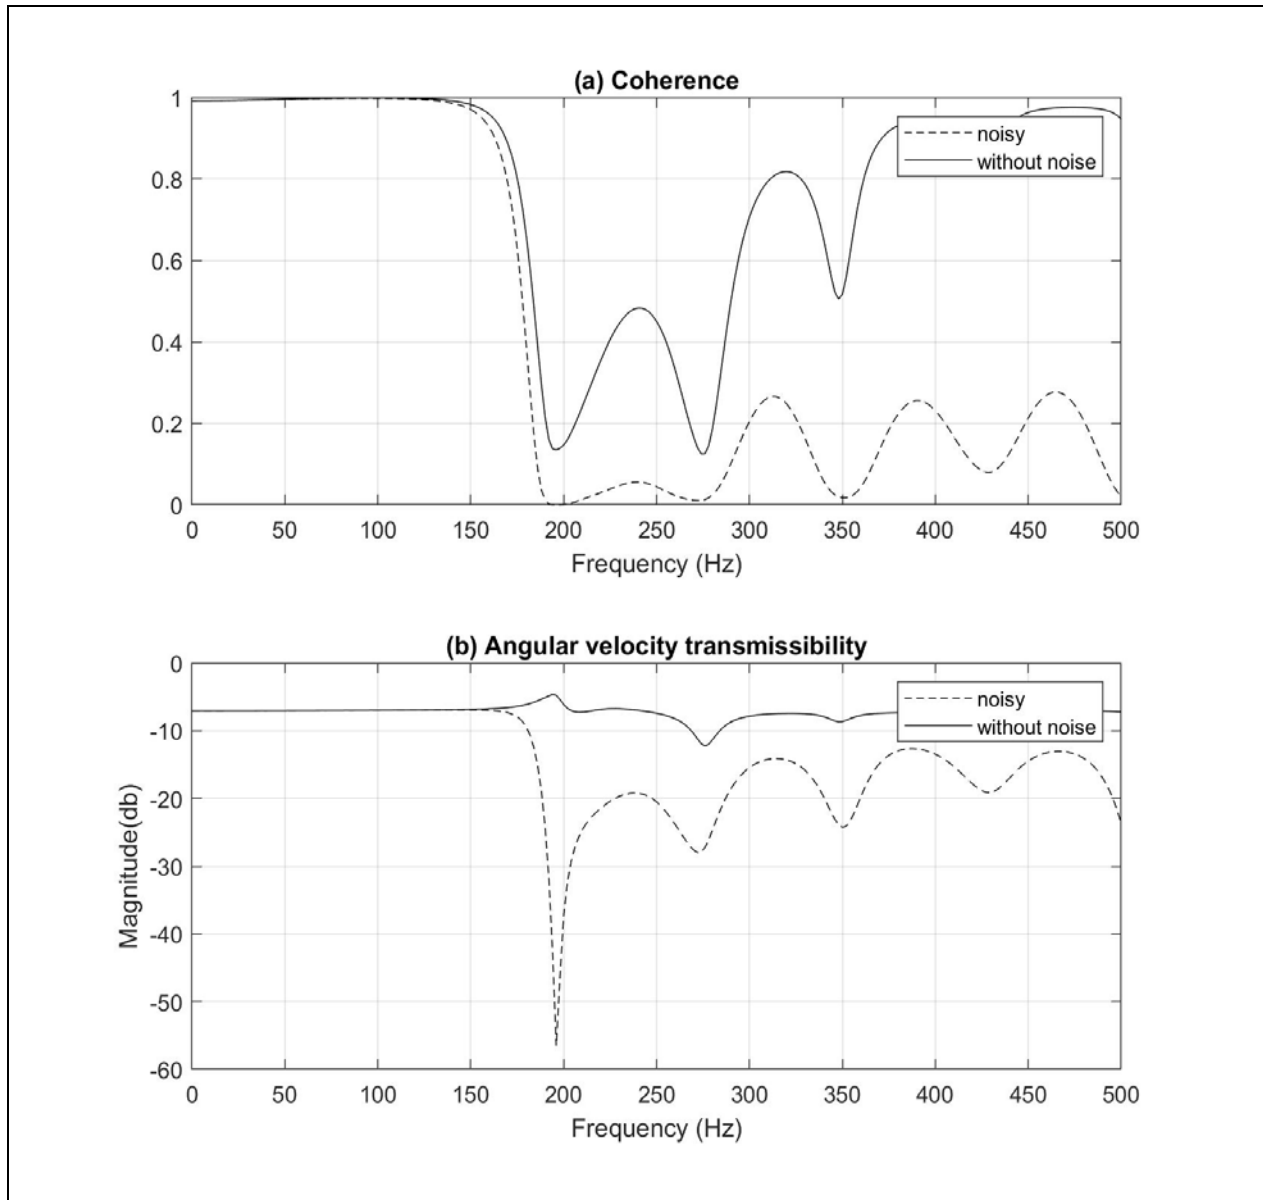 (a) Coherence
1
0.8
0.6
0.4
0.2
0
noisy
without noise
0 50 100 150 200 250 300 350 400 450 500
Frequency (Hz)
(b) Angular velocity transmissibility
0
-10
-20
-30
-40
-50
-60
Magnitude(db)
noisy
without noise
0 50 100 150 200 250 300 350 400 450 500
Frequency (Hz)